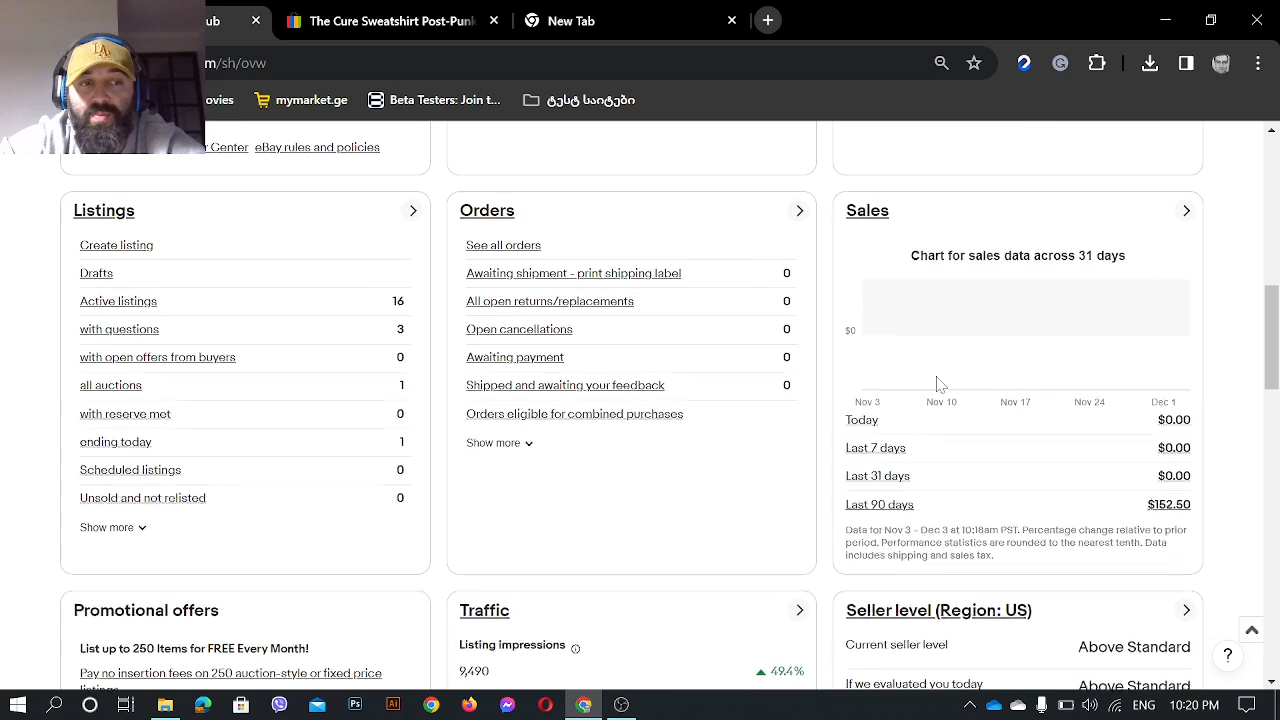 ub
The Cure Sweatshirt Post-Punk
New Tab
m/sh/ovw
ovies
mymarket.ge
Beta Testers: Join t...
ტესტ საიტები
r Center eBay rules and policies
Listings
Create listing
Drafts
Active listings 16
with questions 3
with open offers from buyers 0
all auctions 1
with reserve met 0
ending today 1
Scheduled listings 0
Unsold and not relisted 0
Show more
Orders
See all orders
Awaiting shipment - print shipping label 0
All open returns/replacements 0
Open cancellations 0
Awaiting payment 0
Shipped and awaiting your feedback 0
Orders eligible for combined purchases
Show more
Sales
Chart for sales data across 31 days
$0
Nov 3 Nov 10 Nov 17 Nov 24 Dec 1
Today $0.00
Last 7 days $0.00
Last 31 days $0.00
Last 90 days $152.50
Data for Nov 3 - Dec 3 at 10:18am PST. Percentage change relative to prior
period. Performance statistics are rounded to the nearest tenth. Data
includes shipping and sales tax.
Promotional offers
List up to 250 Items for FREE Every Month!
Pay no insertion fees on 250 auction-style or fixed price
listings
Traffic
Listing impressions
9,490 49.4%
Seller level (Region: US)
Current seller level Above Standard
If we evaluated you today Above Standard
?
LA
Ps
Ai
ENG
10:20 PM